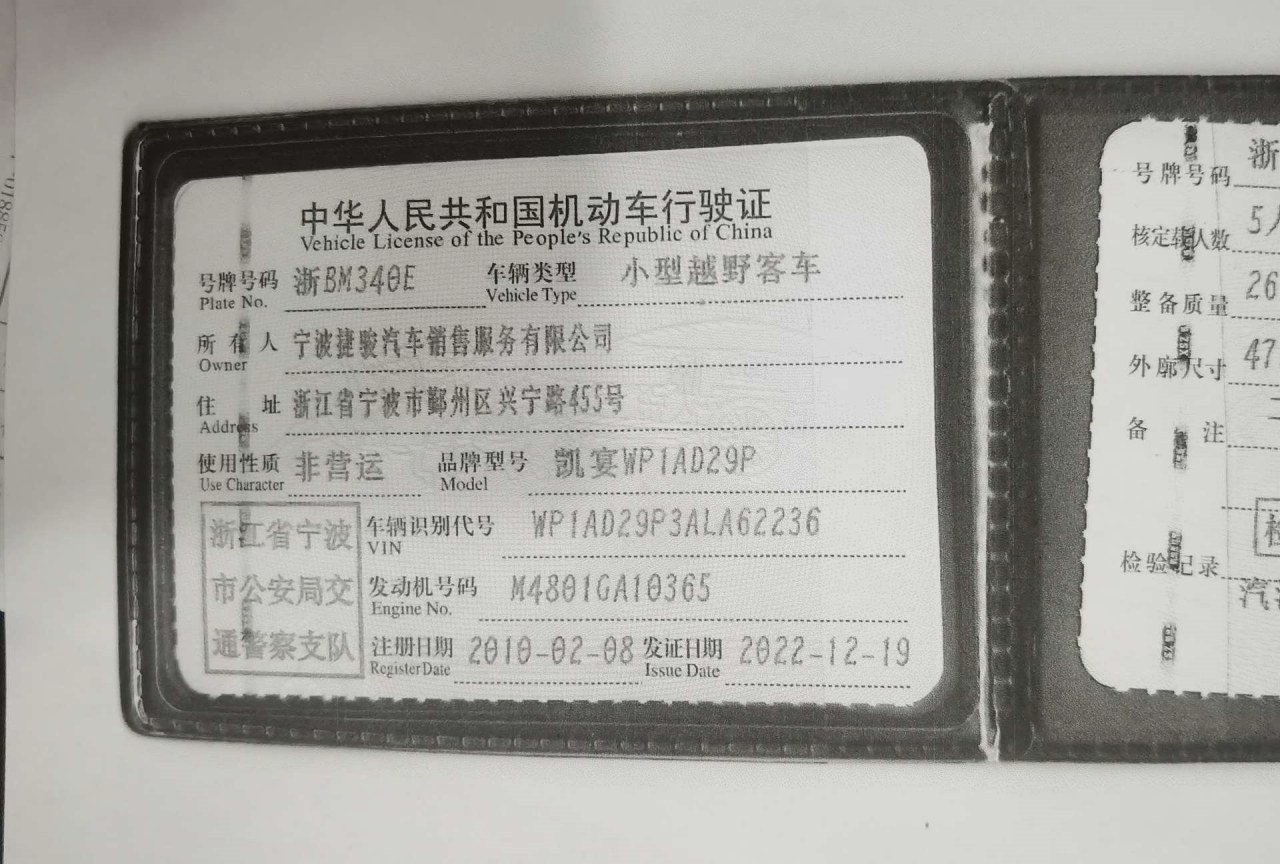 中华人民共和国机动车行驶证
Vehicle License of the People's Republic of China
号牌号码 浙BM340E 车辆类型 小型越野客车
Plate No. Vehicle Type
所有人 宁波捷骏汽车销售服务有限公司
Owner
住址 浙江省宁波市鄞州区兴宁路455号
Address
使用性质 非营运 品牌型号 凯宴WP1AD29P
Use Character Model
浙江省宁波
市公安局交
通警察支队
车辆识别代号 WP1AD29P3ALA62236
VIN
发动机号码 M4801GA10365
Engine No.
注册日期 2010-02-08 发证日期 2022-12-19
Register Date Issue Date
号牌号码 浙
核定载人数 5
整备质量 26
外廓尺寸 47
备注
检验记录